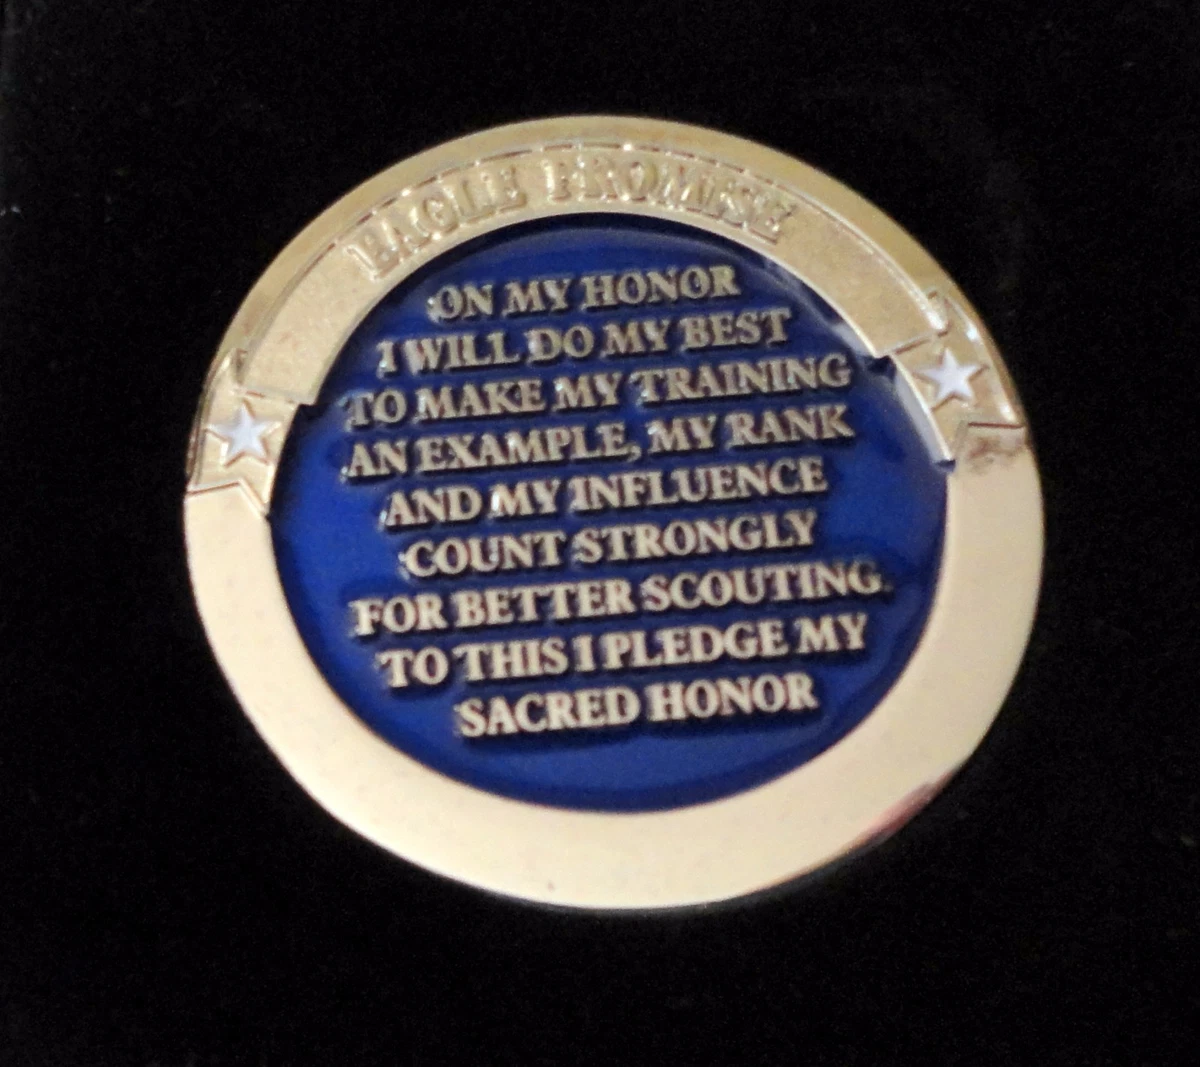 EAGLE PROMISE
ON MY HONOR
I WILL DO MY BEST
TO MAKE MY TRAINING
AN EXAMPLE, MY RANK
AND MY INFLUENCE
COUNT STRONGLY
FOR BETTER SCOUTING.
TO THIS I PLEDGE MY
SACRED HONOR